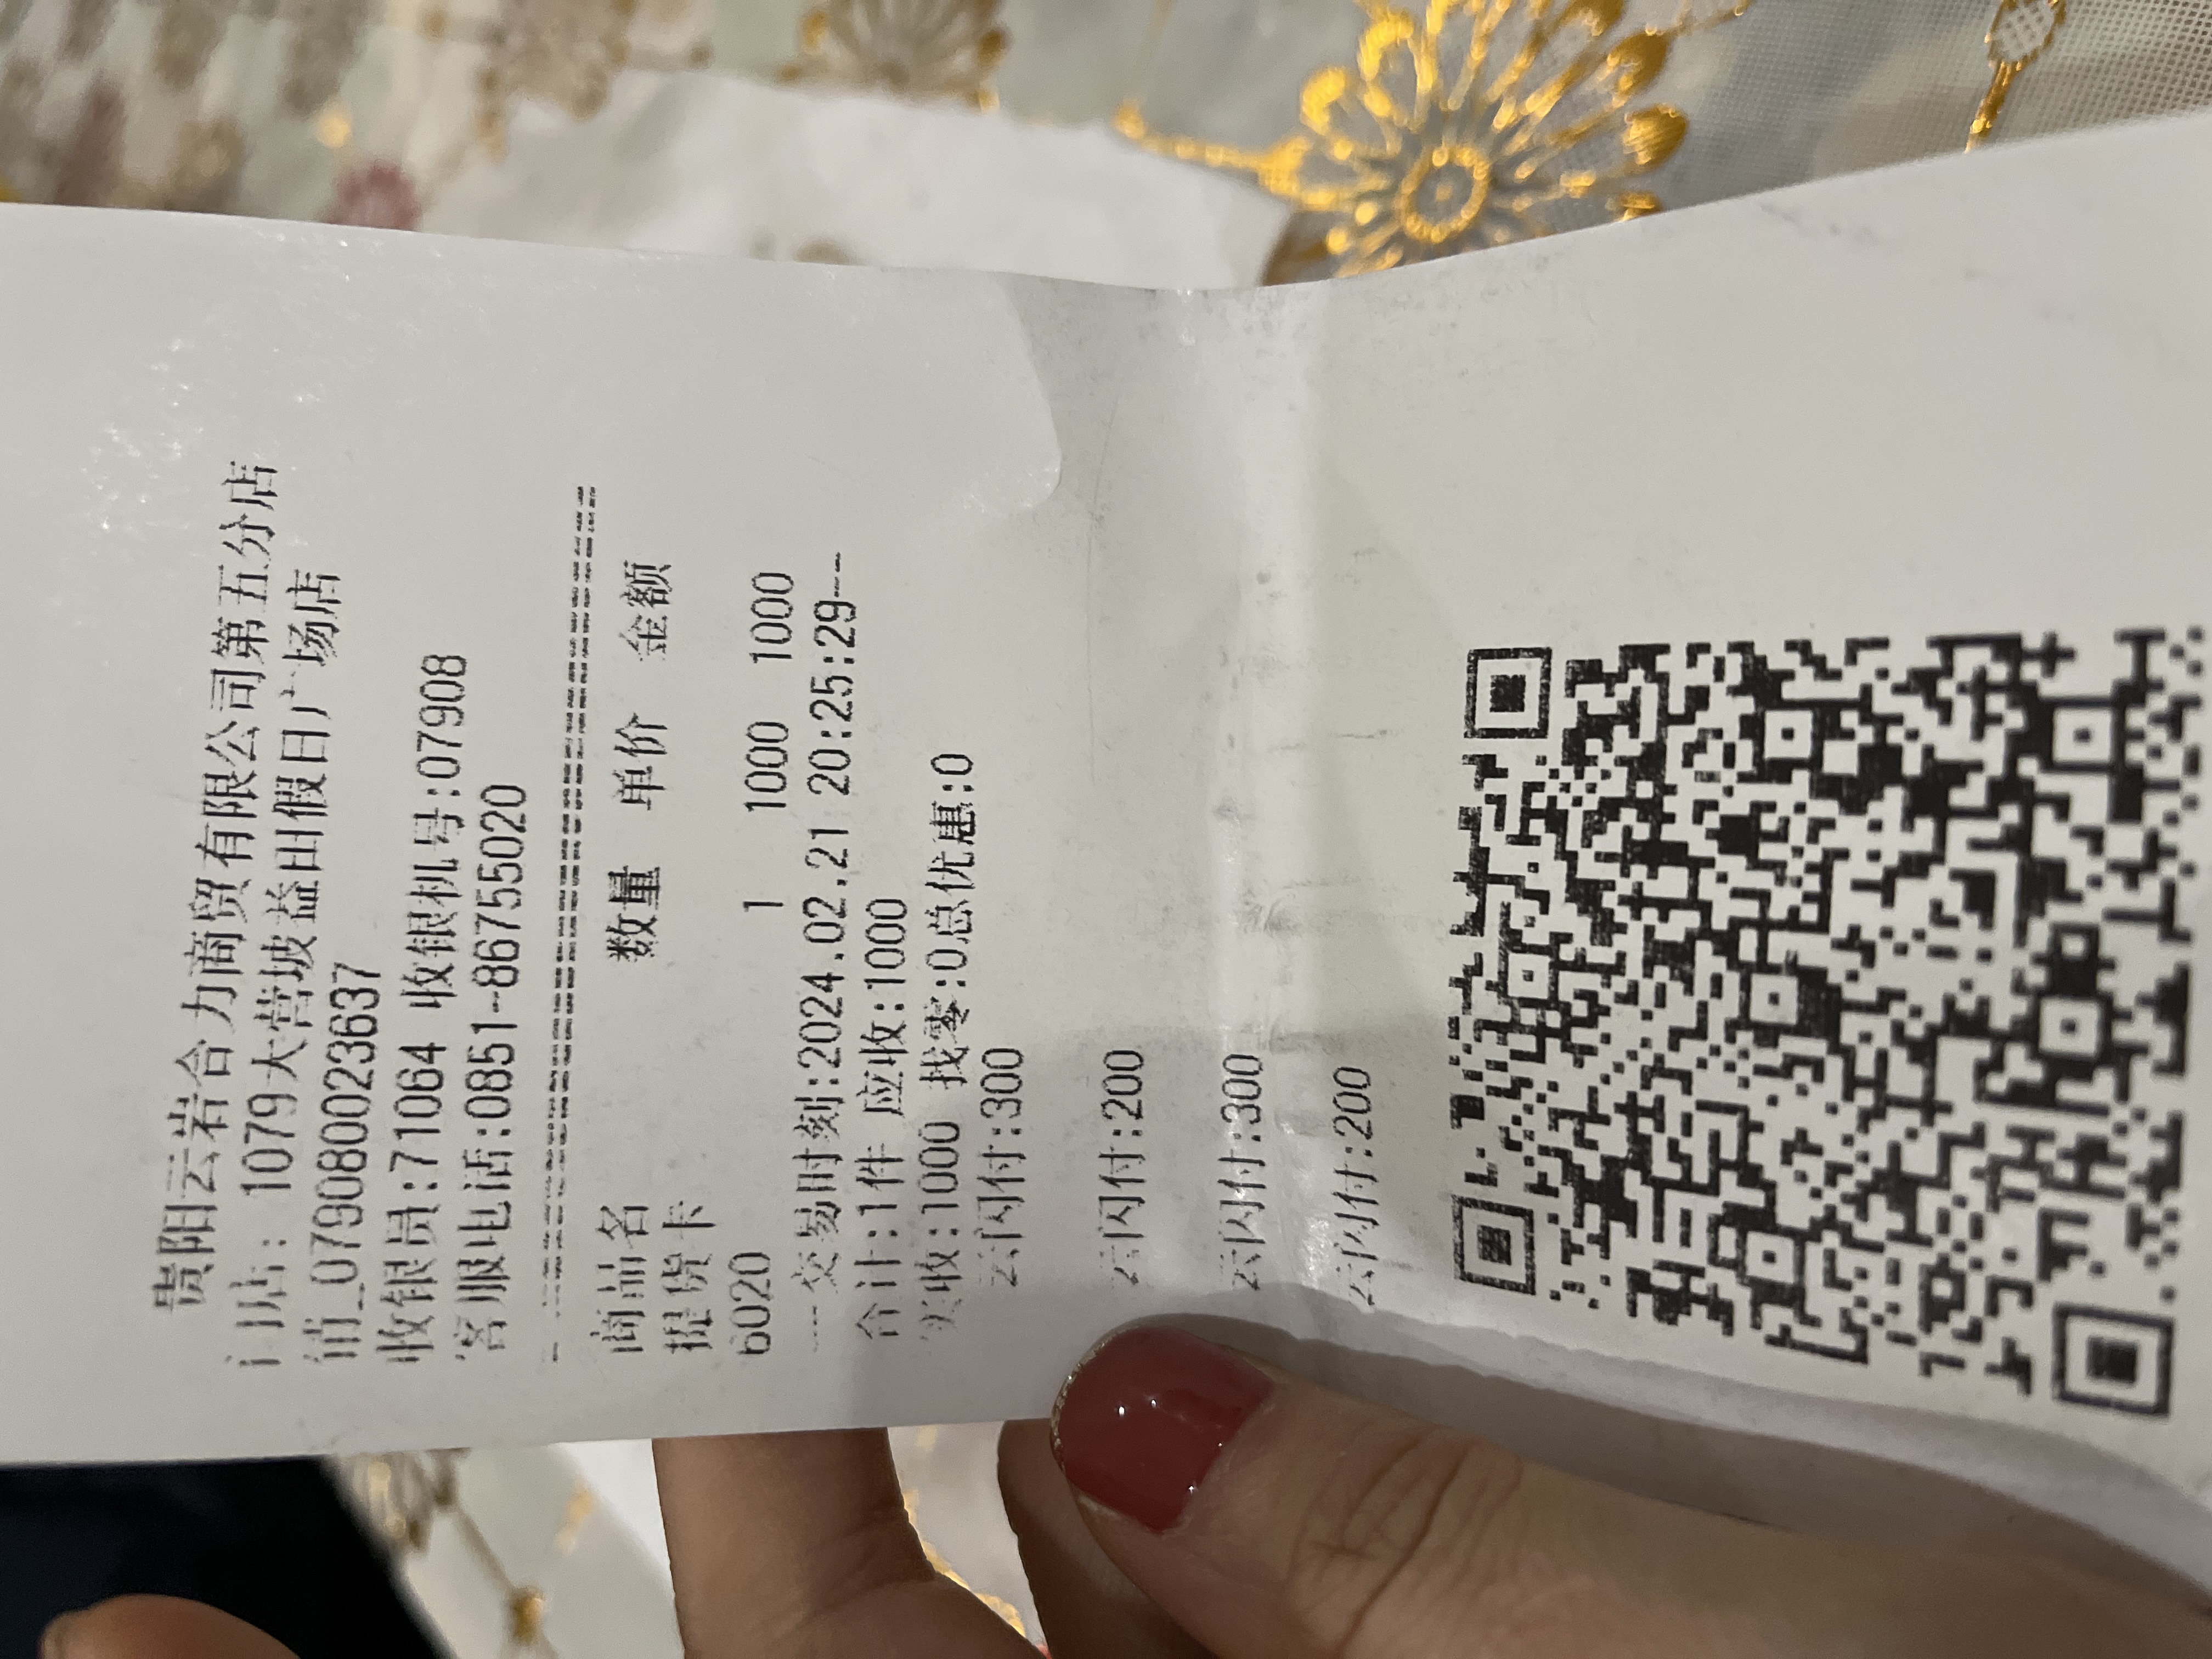 贵阳云岩合力商贸有限公司第五分店
门店: 1079大营坡益田假日广场店
销_079080023637
收银员:71064 收银机号:07908
客服电话:0851-86755020
商品名 数量 单价 金额
提货卡
6020 1 1000 1000
---交易时刻:2024.02.21 20:25:29--
合计:1件 应收:1000
实收:1000 找零:0总优惠:0
云闪付:300
云闪付:200
云闪付:300
云闪付:200